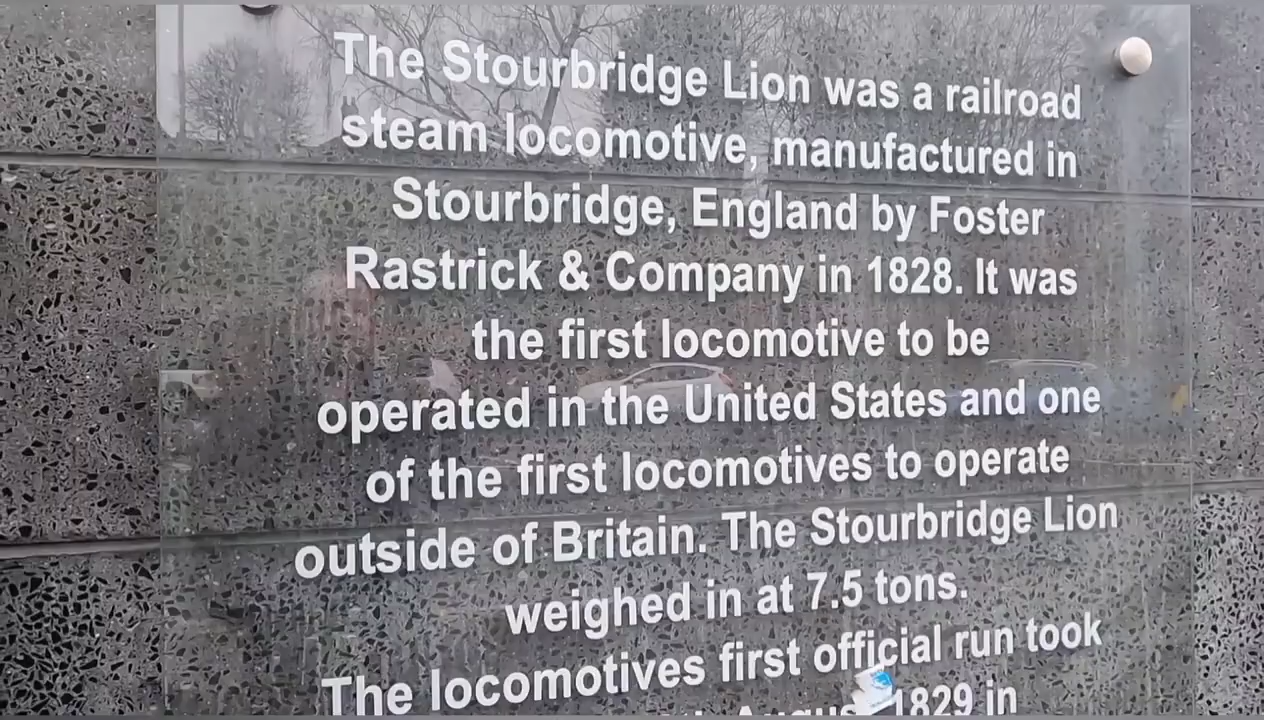 The Stourbridge Lion was a railroad
steam locomotive, manufactured in
Stourbridge, England by Foster
Rastrick & Company in 1828. It was
the first locomotive to be
operated in the United States and one
of the first locomotives to operate
outside of Britain. The Stourbridge Lion
weighed in at 7.5 tons.
The locomotives first official run took
1829 in